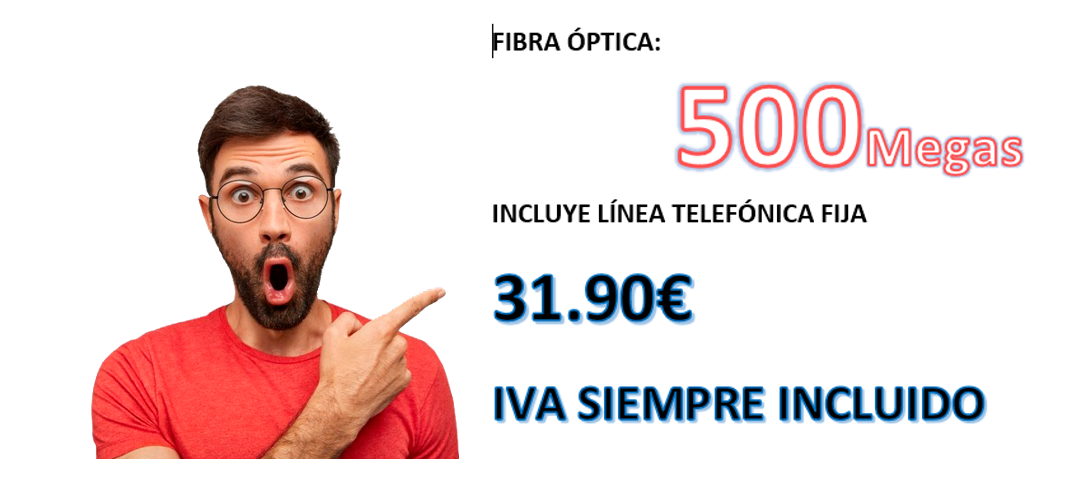 FIBRA ÓPTICA:
500Megas
INCLUYE LÍNEA TELEFÓNICA FIJA
31.90€
IVA SIEMPRE INCLUIDO